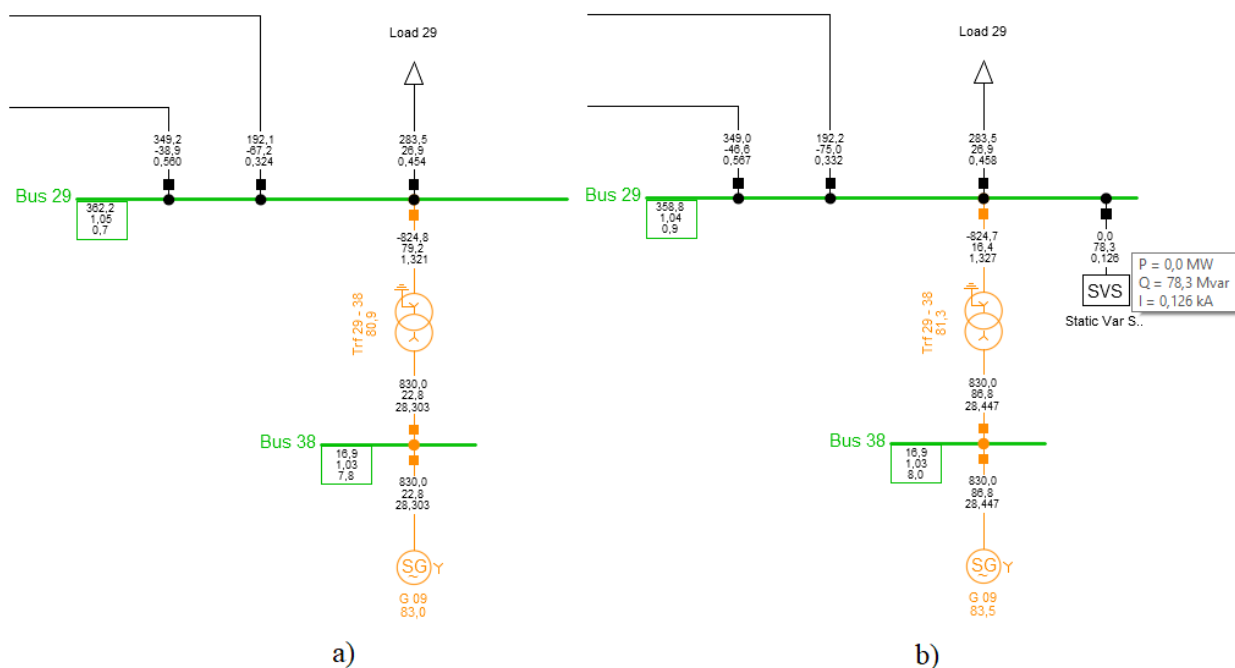 Load 29
349,2
-38,9
0,560
192,1
-67,2
0,324
283,5
26,9
0,454
Bus 29
362,2
1,05
0,7
-824,8
79,2
1,321
Trf 29 - 38
80,9
830,0
22,8
28,303
Bus 38
16,9
1,03
7,8
830,0
22,8
28,303
SG
~
Y
G 09
83,0
a)
Load 29
349,0
-46,6
0,567
192,2
-75,0
0,332
283,5
26,9
0,458
Bus 29
358,8
1,04
0,9
-824,7
16,4
1,327
0,0
78,3
0,126
P = 0,0 MW
Q = 78,3 Mvar
I = 0,126 kA
SVS
Static Var S..
Trf 29 - 38
81,3
830,0
86,8
28,447
Bus 38
16,9
1,03
8,0
830,0
86,8
28,447
SG
~
Y
G 09
83,5
b)